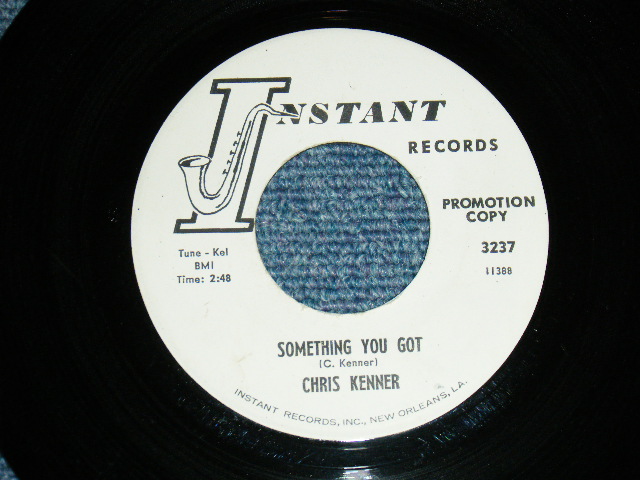 INSTANT
RECORDS
PROMOTION
COPY
3237
11388
Tune - Kel
BMI
Time: 2:48
SOMETHING YOU GOT
(C. Kenner)
CHRIS KENNER
INSTANT RECORDS, INC., NEW ORLEANS, LA.